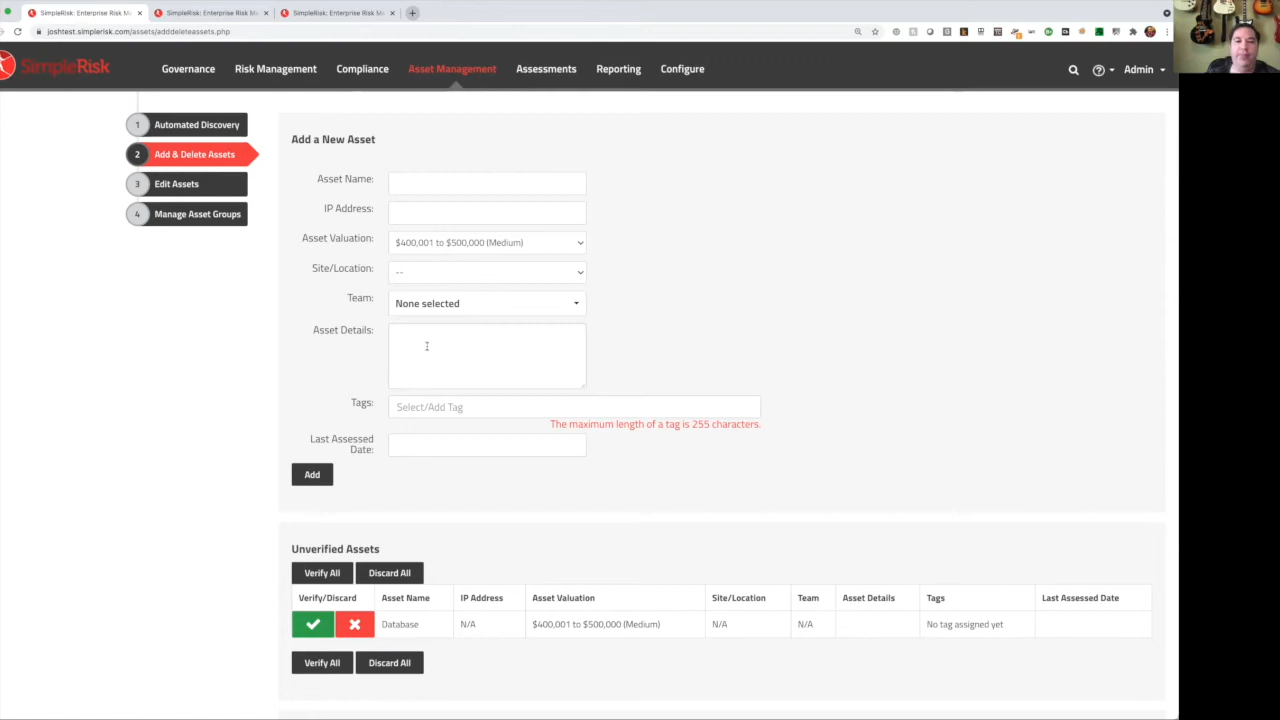 SimpleRisk: Enterprise Risk Ma
SimpleRisk: Enterprise Risk Ma
SimpleRisk: Enterprise Risk Ma
joshtest.simplerisk.com/assets/adddeleteassets.php
SimpleRisk
Governance
Risk Management
Compliance
Asset Management
Assessments
Reporting
Configure
Admin
1 Automated Discovery
2 Add & Delete Assets
3 Edit Assets
4 Manage Asset Groups
Add a New Asset
Asset Name:
IP Address:
Asset Valuation: $400,001 to $500,000 (Medium)
Site/Location: --
Team: None selected
Asset Details:
Tags: Select/Add Tag
The maximum length of a tag is 255 characters.
Last Assessed
Date:
Add
Unverified Assets
Verify All Discard All
Verify/Discard Asset Name IP Address Asset Valuation Site/Location Team Asset Details Tags Last Assessed Date
Database N/A $400,001 to $500,000 (Medium) N/A N/A No tag assigned yet
Verify All Discard All